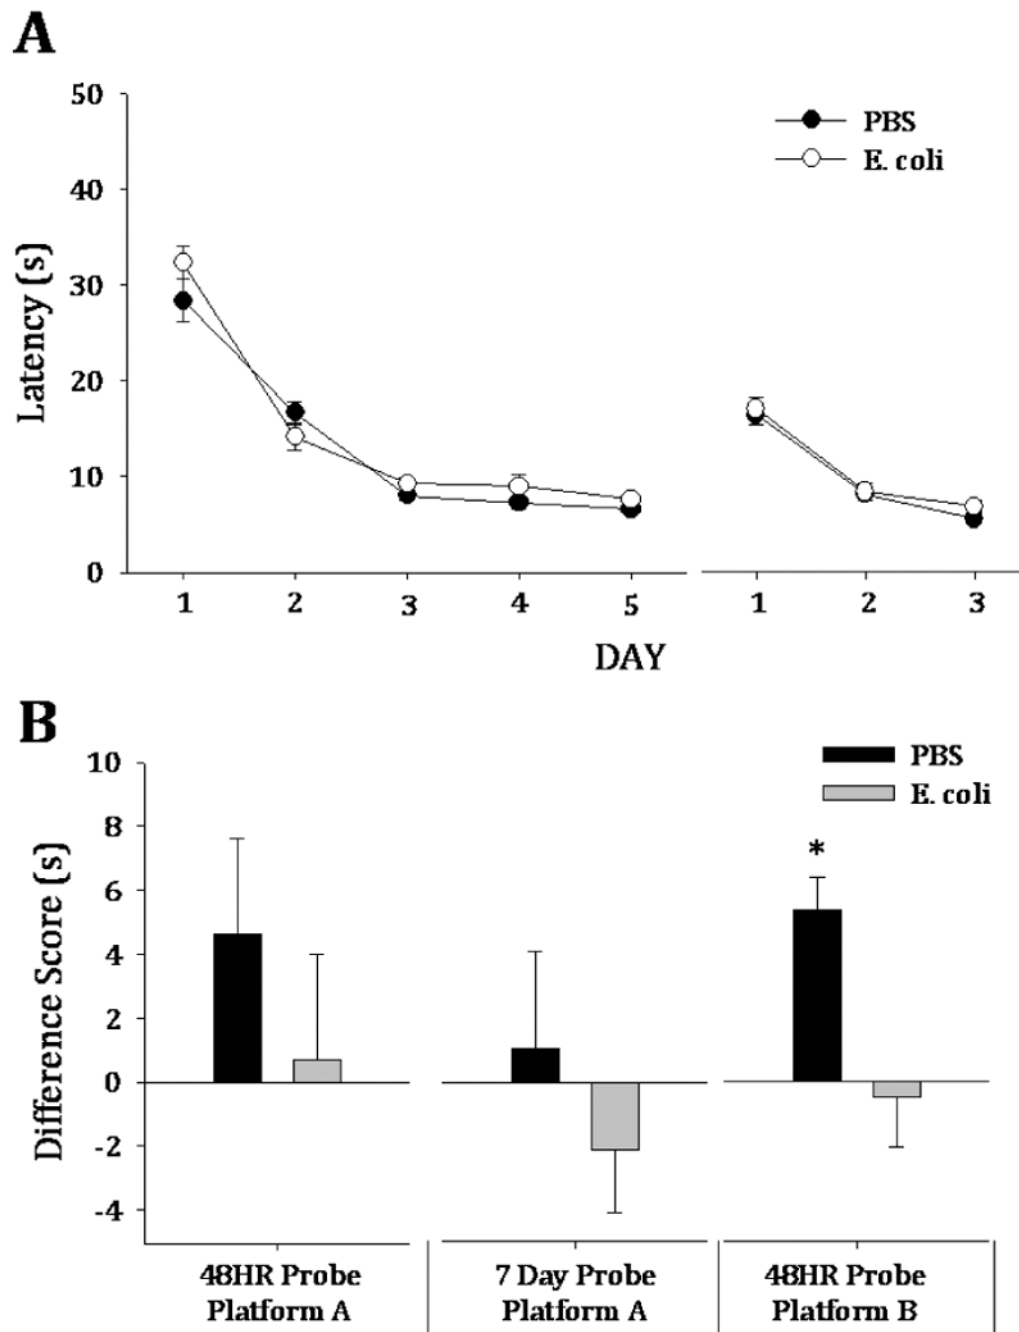 A
50
40
30
20
10
0
Latency (s)
PBS
E. coli
1 2 3 4 5 1 2 3
DAY
B
10
8
6
4
2
0
-2
-4
Difference Score (s)
PBS
E. coli
*
48HR Probe
Platform A
7 Day Probe
Platform A
48HR Probe
Platform B